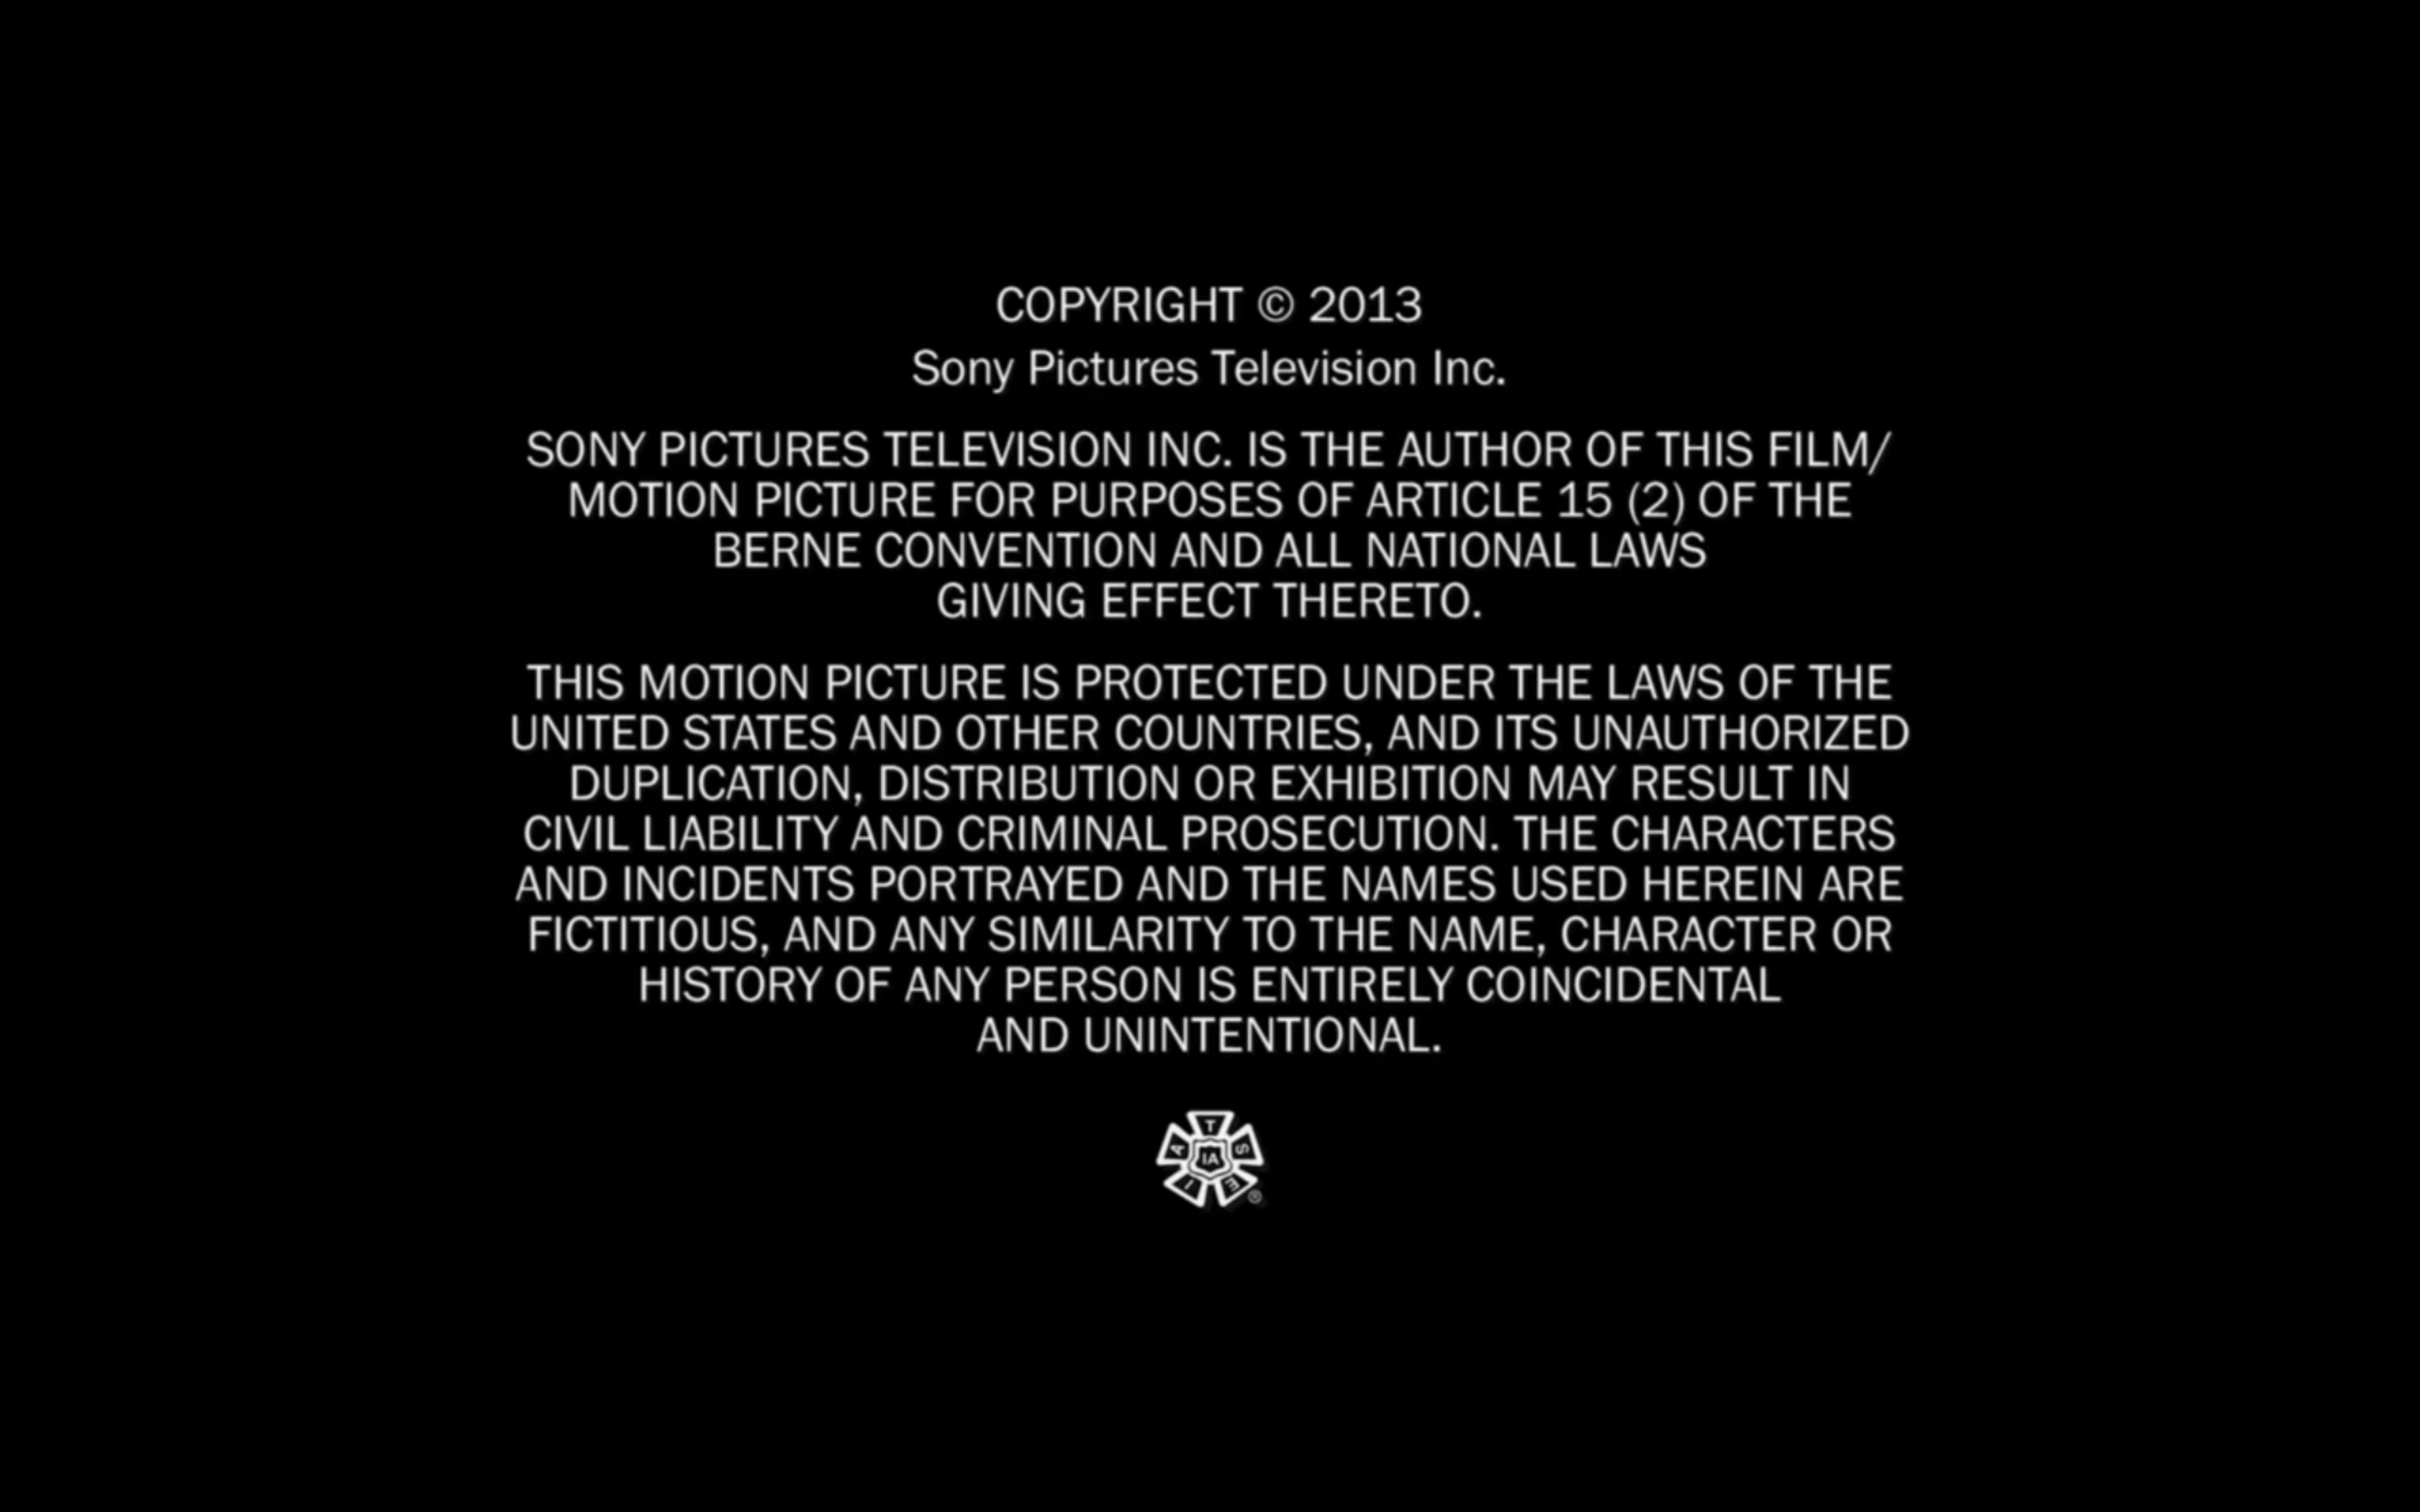 COPYRIGHT © 2013
Sony Pictures Television Inc.
SONY PICTURES TELEVISION INC. IS THE AUTHOR OF THIS FILM/
MOTION PICTURE FOR PURPOSES OF ARTICLE 15 (2) OF THE
BERNE CONVENTION AND ALL NATIONAL LAWS
GIVING EFFECT THERETO.
THIS MOTION PICTURE IS PROTECTED UNDER THE LAWS OF THE
UNITED STATES AND OTHER COUNTRIES, AND ITS UNAUTHORIZED
DUPLICATION, DISTRIBUTION OR EXHIBITION MAY RESULT IN
CIVIL LIABILITY AND CRIMINAL PROSECUTION. THE CHARACTERS
AND INCIDENTS PORTRAYED AND THE NAMES USED HEREIN ARE
FICTITIOUS, AND ANY SIMILARITY TO THE NAME, CHARACTER OR
HISTORY OF ANY PERSON IS ENTIRELY COINCIDENTAL
AND UNINTENTIONAL.
I A T S E
IA
®